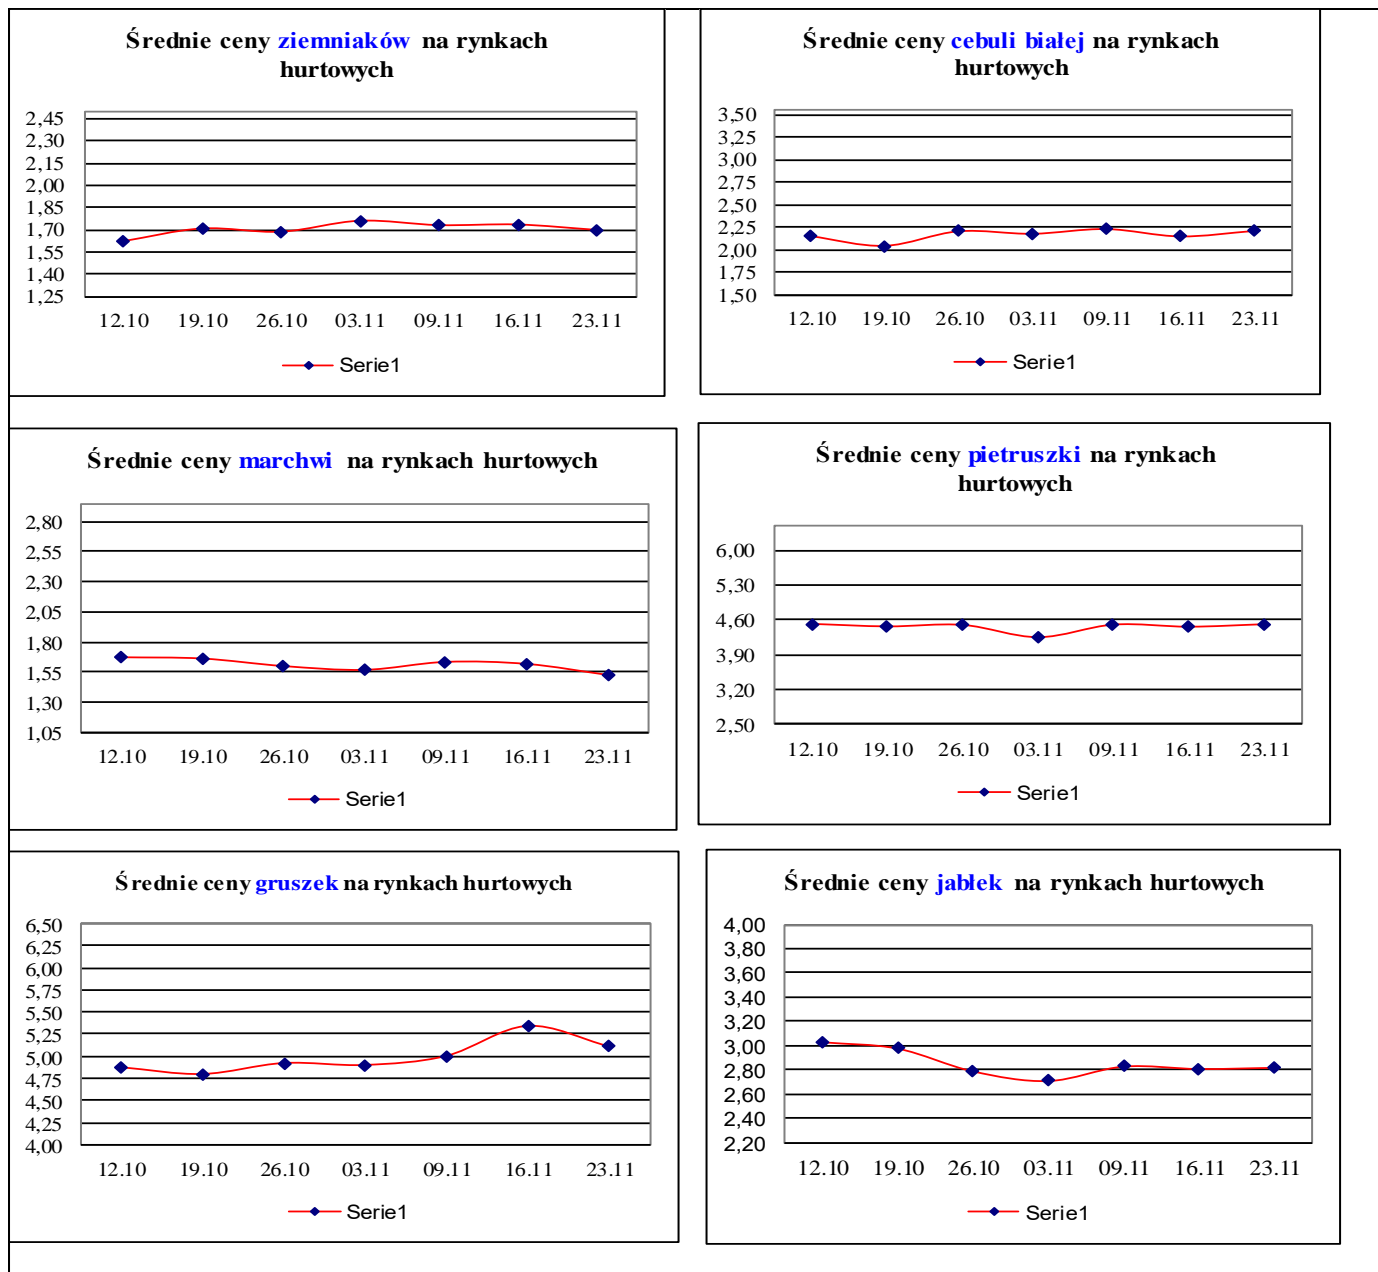 Średnie ceny ziemniaków na rynkach
hurtowych
2,45
2,30
2,15
2,00
1,85
1,70
1,55
1,40
1,25
12.10 19.10 26.10 03.11 09.11 16.11 23.11
Serie1
Średnie ceny cebuli białej na rynkach
hurtowych
3,50
3,25
3,00
2,75
2,50
2,25
2,00
1,75
1,50
12.10 19.10 26.10 03.11 09.11 16.11 23.11
Serie1
Średnie ceny marchwi na rynkach hurtowych
2,80
2,55
2,30
2,05
1,80
1,55
1,30
1,05
12.10 19.10 26.10 03.11 09.11 16.11 23.11
Serie1
Średnie ceny pietruszki na rynkach
hurtowych
6,00
5,30
4,60
3,90
3,20
2,50
12.10 19.10 26.10 03.11 09.11 16.11 23.11
Serie1
Średnie ceny gruszek na rynkach hurtowych
6,50
6,25
6,00
5,75
5,50
5,25
5,00
4,75
4,50
4,25
4,00
12.10 19.10 26.10 03.11 09.11 16.11 23.11
Serie1
Średnie ceny jabłek na rynkach hurtowych
4,00
3,80
3,60
3,40
3,20
3,00
2,80
2,60
2,40
2,20
12.10 19.10 26.10 03.11 09.11 16.11 23.11
Serie1